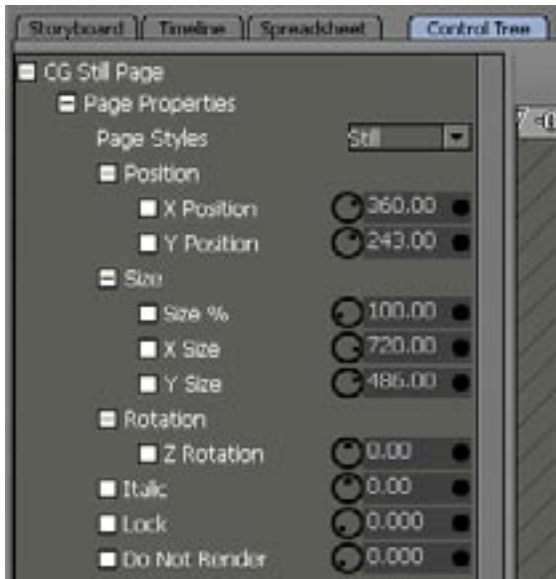 Storyboard Timeline Spreadsheet Control Tree
CG Still Page
Page Properties
Page Styles Still
Position
X Position 360.00
Y Position 243.00
Size
Size % 100.00
X Size 720.00
Y Size 486.00
Rotation
Z Rotation 0.00
Italic 0.00
Lock 0.000
Do Not Render 0.000